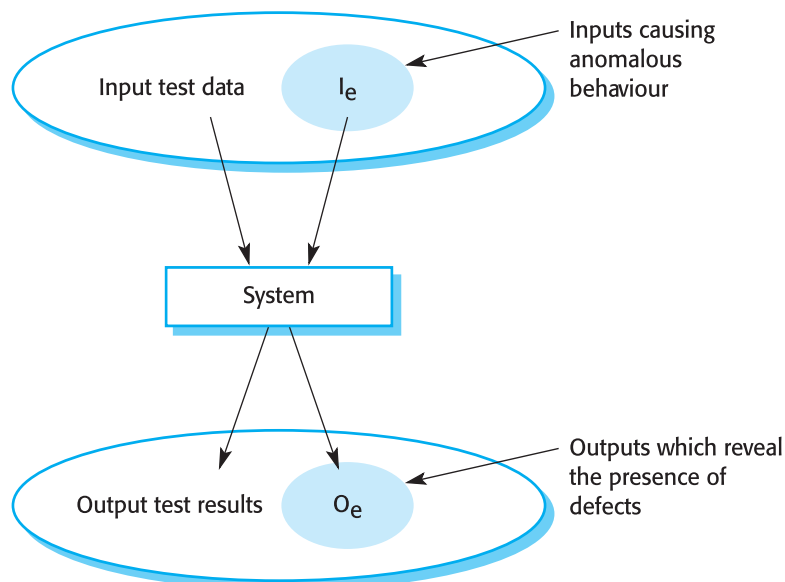 Inputs causing
anomalous
behaviour
Input test data
Ie
System
Outputs which reveal
the presence of
defects
Output test results
Oe